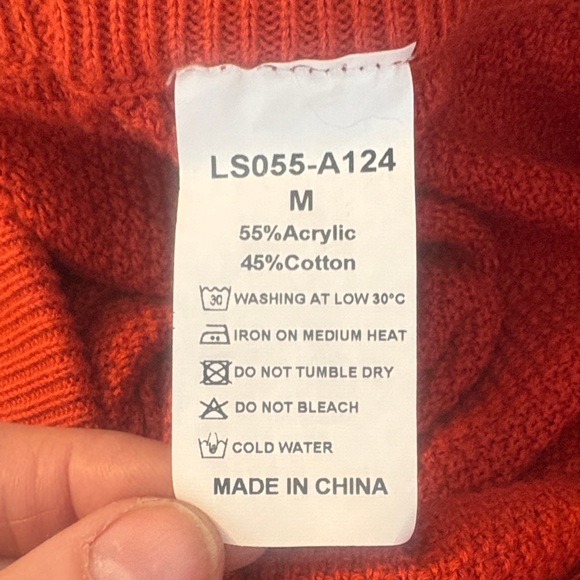 LS055-A124
M
55%Acrylic
45%Cotton
30 WASHING AT LOW 30°C
IRON ON MEDIUM HEAT
DO NOT TUMBLE DRY
DO NOT BLEACH
COLD WATER
MADE IN CHINA